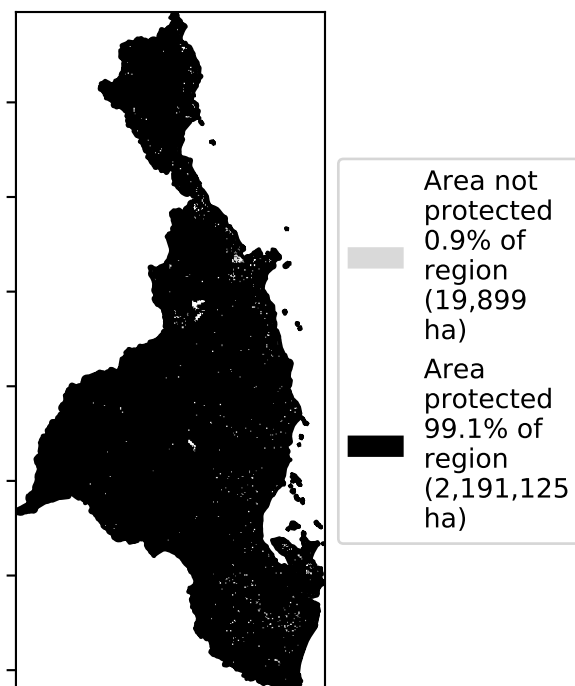 Area not
protected
0.9% of
region
(19,899
ha)
Area
protected
99.1% of
region
(2,191,125
ha)